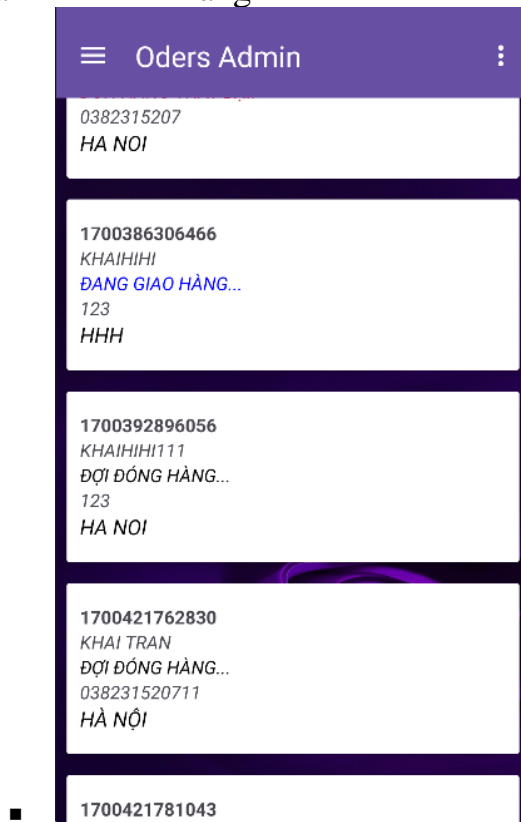 Oders Admin
0382315207
HA NOI
1700386306466
KHAIHIHI
ĐANG GIAO HÀNG...
123
HHH
1700392896056
KHAIHIHI111
ĐỢI ĐÓNG HÀNG...
123
HA NOI
1700421762830
KHAI TRAN
ĐỢI ĐÓNG HÀNG...
038231520711
HÀ NỘI
1700421781043